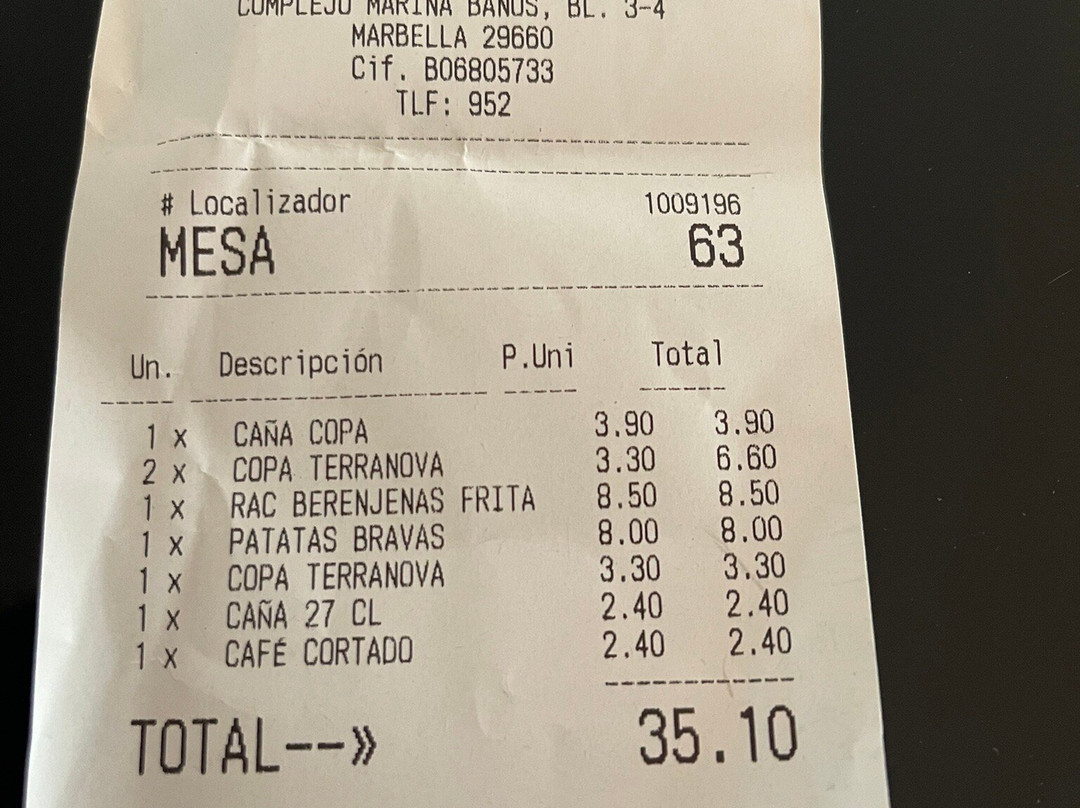 COMPLEJO MARINA BANUS, BL. 3-4
MARBELLA 29660
Cif. B06805733
TLF: 952
# Localizador 1009196
MESA 63
Un. Descripción P.Uni Total
1 x CAÑA COPA 3.90 3.90
2 x COPA TERRANOVA 3.30 6.60
1 x RAC BERENJENAS FRITA 8.50 8.50
1 x PATATAS BRAVAS 8.00 8.00
1 x COPA TERRANOVA 3.30 3.30
1 x CAÑA 27 CL 2.40 2.40
1 x CAFÉ CORTADO 2.40 2.40
TOTAL--» 35.10